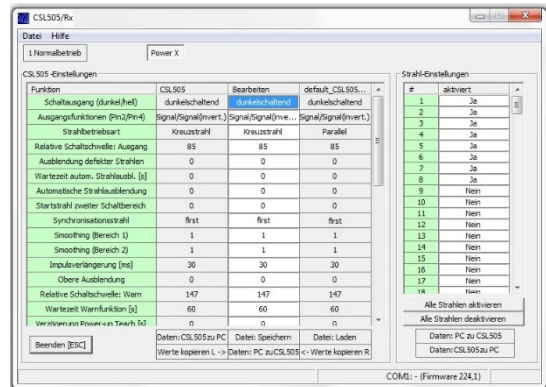 CSL505/Rx
Datei Hilfe
1 Normalbetrieb Power X
CSL505 -Einstellungen
Funktion CSL505 Bearbeiten default_CSL505...
Schaltausgang (dunkel/hell) dunkelschaltend dunkelschaltend dunkelschaltend
Ausgangsfunktionen (Pin2/Pin4) Signal/Signal(invert.) Signal/Signal(inve... Signal/Signal(invert.)
Strahlbetriebsart Kreuzstrahl Kreuzstrahl Parallel
Relative Schaltschwelle: Ausgang 85 85 85
Ausblendung defekter Strahlen 0 0 0
Wartezeit autom. Strahlausbl. [s] 0 0 0
Automatische Strahlausblendung 0 0 0
Startstrahl zweiter Schaltbereich 0 0 0
Synchronisationsstrahl first first first
Smoothing (Bereich 1) 1 1 1
Smoothing (Bereich 2) 1 1 1
Impulsverlängerung [ms] 30 30 30
Obere Ausblendung 0 0 0
Relative Schaltschwelle: Warn 147 147 147
Wartezeit Warnfunktion [s] 60 60 60
Verzögerung Power-up Teach [s] 0 0 0
Beenden [ESC]
Daten:CSL505 zu PC Datei: Speichern Datei: Laden
Werte kopieren L -> Daten: PC zu CSL505 <- Werte kopieren R
Strahl-Einstellungen
# aktiviert
1 Ja
2 Ja
3 Ja
4 Ja
5 Ja
6 Ja
7 Ja
8 Ja
9 Nein
10 Nein
11 Nein
12 Nein
13 Nein
14 Nein
15 Nein
16 Nein
17 Nein
18 Nein
Alle Strahlen aktivieren
Alle Strahlen deaktivieren
Daten: PC zu CSL505
Daten:CSL505 zu PC
COM1: - (Firmware 224,1)